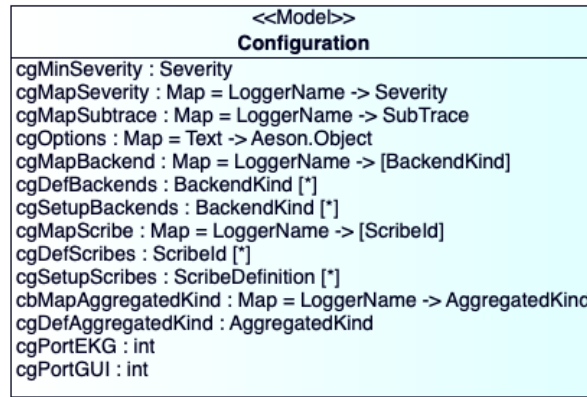 <<Model>>
Configuration
cgMinSeverity : Severity
cgMapSeverity : Map = LoggerName -> Severity
cgMapSubtrace : Map = LoggerName -> SubTrace
cgOptions : Map = Text -> Aeson.Object
cgMapBackend : Map = LoggerName -> [BackendKind]
cgDefBackends : BackendKind [*]
cgSetupBackends : BackendKind [*]
cgMapScribe : Map = LoggerName -> [ScribeId]
cgDefScribes : ScribeId [*]
cgSetupScribes : ScribeDefinition [*]
cbMapAggregatedKind : Map = LoggerName -> AggregatedKind
cgDefAggregatedKind : AggregatedKind
cgPortEKG : int
cgPortGUI : int